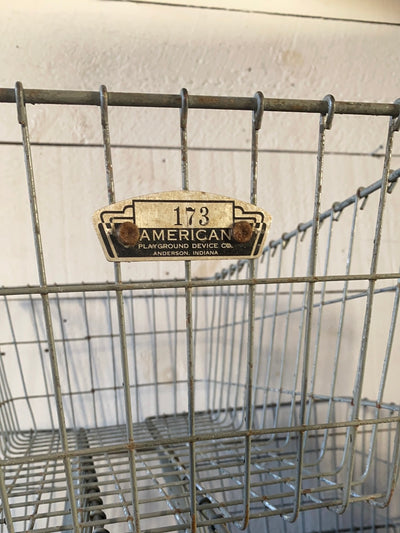 173
AMERICAN
PLAYGROUND DEVICE CO.
ANDERSON, INDIANA